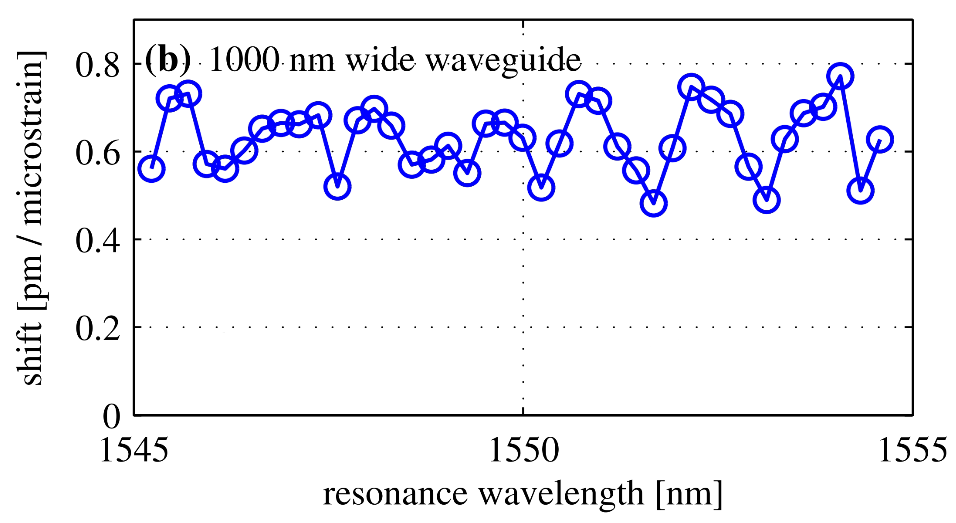 (b) 1000 nm wide waveguide
shift [pm / microstrain]
0.8
0.6
0.4
0.2
0
1545 1550 1555
resonance wavelength [nm]